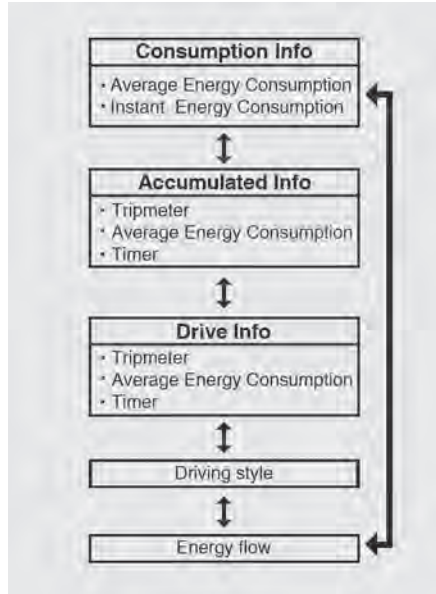 Consumption Info
· Average Energy Consumption
· Instant Energy Consumption
Accumulated Info
· Tripmeter
· Average Energy Consumption
· Timer
Drive Info
· Tripmeter
· Average Energy Consumption
· Timer
Driving style
Energy flow